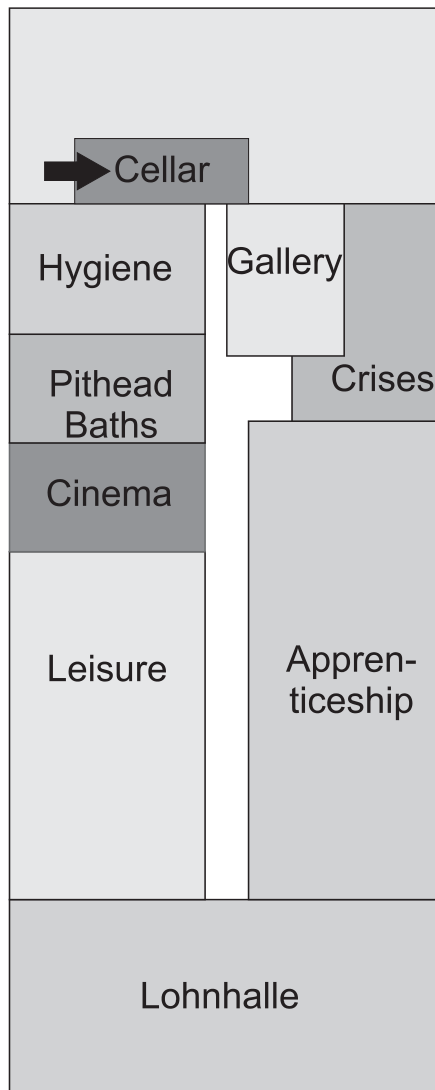 Cellar
Hygiene
Gallery
Pithead
Baths
Crises
Cinema
Leisure
Appren-
ticeship
Lohnhalle